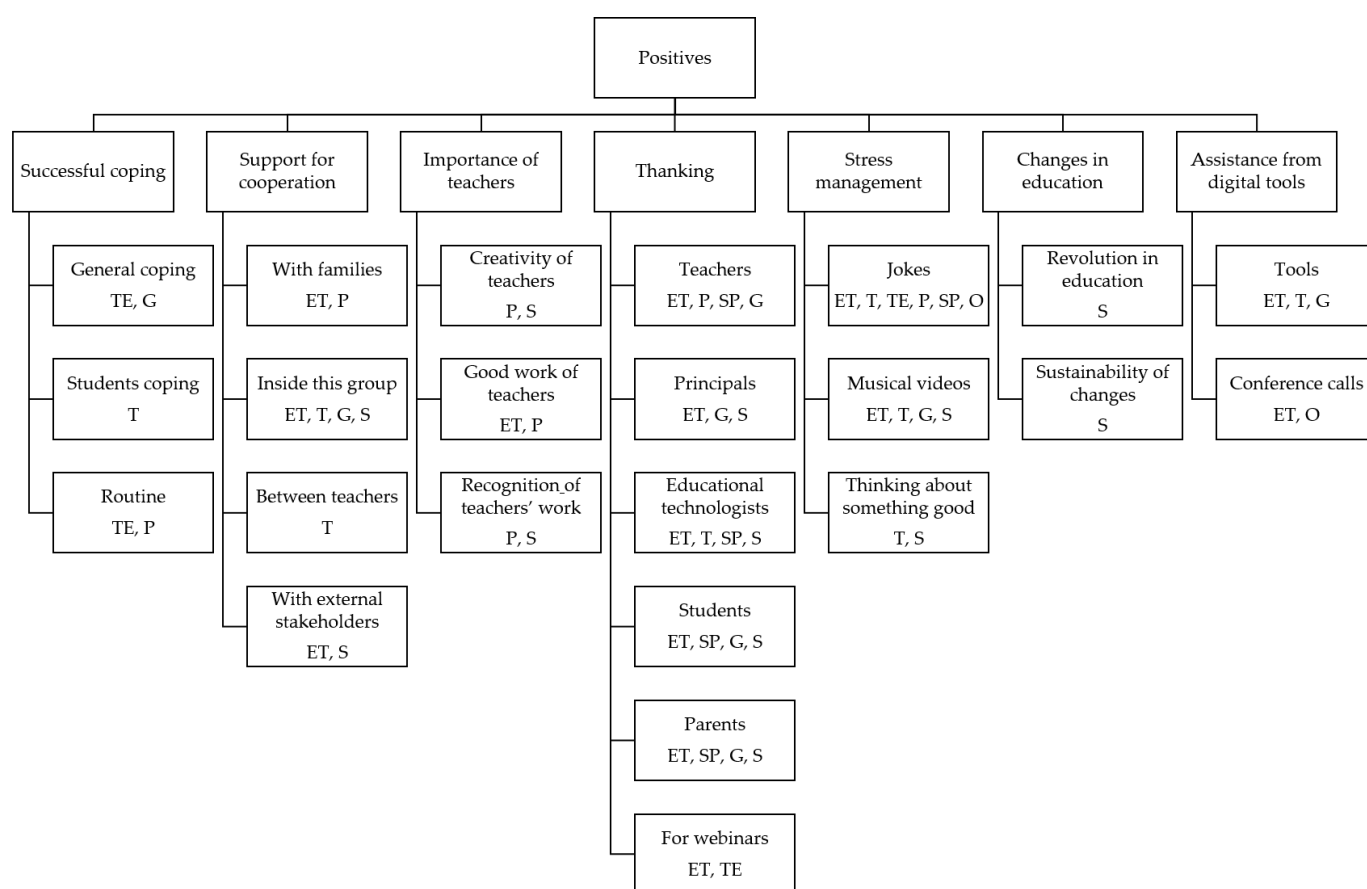 Positives
Successful coping
Support for
cooperation
Importance of
teachers
Thanking
Stress
management
Changes in
education
Assistance from
digital tools
General coping
TE, G
Students coping
T
Routine
TE, P
With families
ET, P
Inside this group
ET, T, G, S
Between teachers
T
With external
stakeholders
ET, S
Creativity of
teachers
P, S
Good work of
teachers
ET, P
Recognition of
teachers’ work
P, S
Teachers
ET, P, SP, G
Principals
ET, G, S
Educational
technologists
ET, T, SP, S
Students
ET, SP, G, S
Parents
ET, SP, G, S
For webinars
ET, TE
Jokes
ET, T, TE, P, SP, O
Musical videos
ET, T, G, S
Thinking about
something good
T, S
Revolution in
education
S
Sustainability of
changes
S
Tools
ET, T, G
Conference calls
ET, O